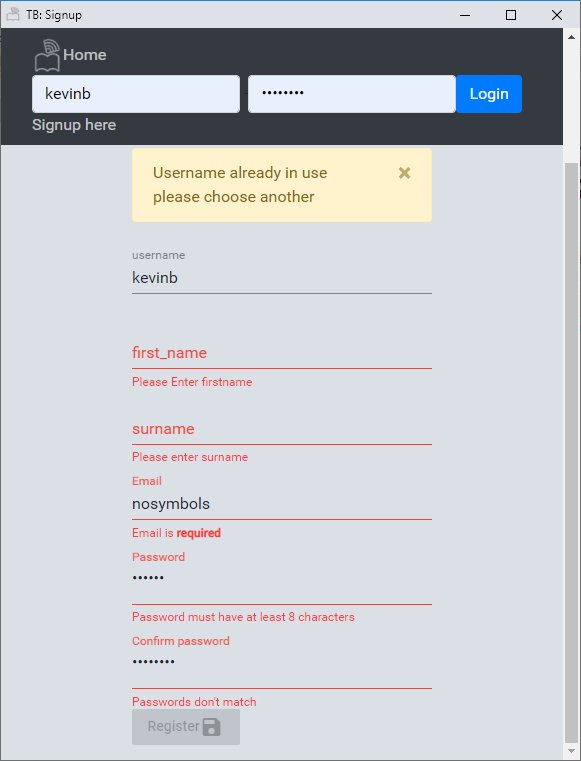 TB: Signup
Home
kevinb
•••••••• Login
Signup here
Username already in use
please choose another
×
username
kevinb
first_name
Please Enter firstname
surname
Please enter surname
Email
nosymbols
Email is required
Password
••••••
Password must have at least 8 characters
Confirm password
••••••••
Passwords don't match
Register